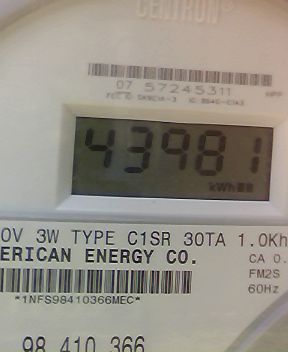 CENTRON®
07 57245311
43981
kWh
0V 3W TYPE C1SR 30TA 1.0Kh
ERICAN ENERGY CO.
CA 0.
FM2S
60Hz
*1NFS98410366MEC*
98 410 366